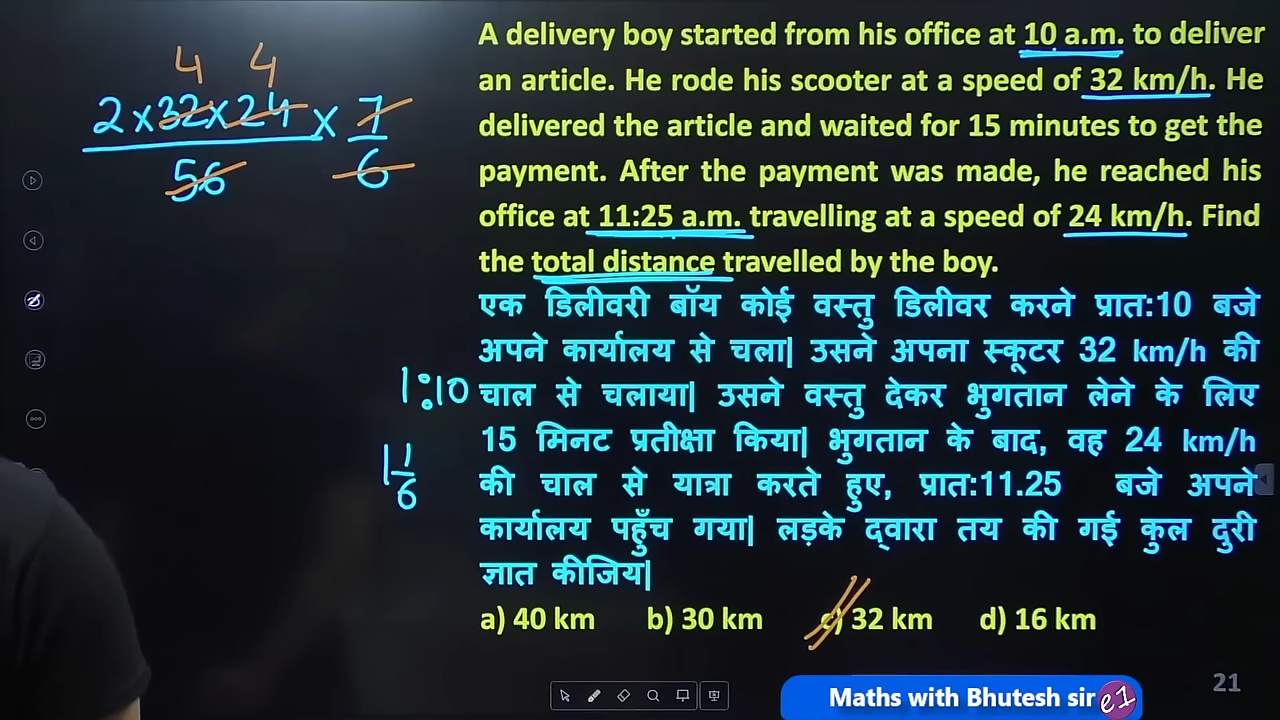 4 4
2×32×24 × 7
56 6
A delivery boy started from his office at 10 a.m. to deliver
an article. He rode his scooter at a speed of 32 km/h. He
delivered the article and waited for 15 minutes to get the
payment. After the payment was made, he reached his
office at 11:25 a.m. travelling at a speed of 24 km/h. Find
the total distance travelled by the boy.
एक डिलीवरी बॉय कोई वस्तु डिलीवर करने प्रात:10 बजे
अपने कार्यालय से चला| उसने अपना स्कूटर 32 km/h की
1:10
चाल से चलाया| उसने वस्तु देकर भुगतान लेने के लिए
15 मिनट प्रतीक्षा किया| भुगतान के बाद, वह 24 km/h
1 1/6
की चाल से यात्रा करते हुए, प्रात:11.25 बजे अपने
कार्यालय पहुँच गया| लड़के द्वारा तय की गई कुल दुरी
ज्ञात कीजिय|
a) 40 km b) 30 km c) 32 km d) 16 km
21
Maths with Bhutesh sir e1